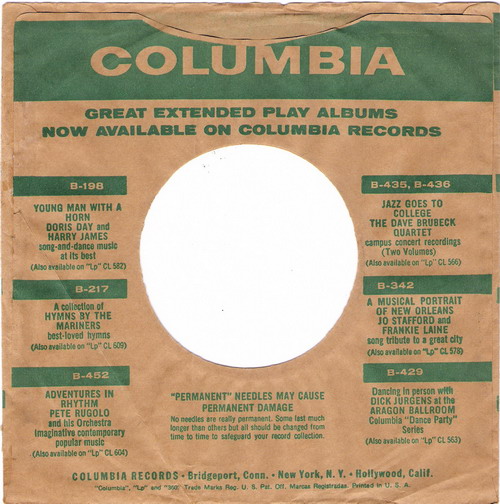 COLUMBIA
GREAT EXTENDED PLAY ALBUMS
NOW AVAILABLE ON COLUMBIA RECORDS
B-198
YOUNG MAN WITH A
HORN
DORIS DAY and
HARRY JAMES
song-and-dance music
at its best
(Also available on "Lp" CL 582)
B-217
A collection of
HYMNS BY THE
MARINERS
best-loved hymns
(Also available on "Lp" CL 609)
B-452
ADVENTURES IN
RHYTHM
PETE RUGOLO
and his Orchestra
imaginative contemporary
popular music
(Also available on "Lp" CL 604)
B-435, B-436
JAZZ GOES TO
COLLEGE
THE DAVE BRUBECK
QUARTET
campus concert recordings
(Two Volumes)
(Also available on "Lp" CL 566)
B-342
A MUSICAL PORTRAIT
OF NEW ORLEANS
JO STAFFORD and
FRANKIE LAINE
song tribute to a great city
(Also available on "Lp" CL 578)
B-429
Dancing in person with
DICK JURGENS at the
ARAGON BALLROOM
Columbia "Dance Party"
Series
(Also available on "Lp" CL 563)
"PERMANENT" NEEDLES MAY CAUSE
PERMANENT DAMAGE
No needles are really permanent. Some last much
longer than others but all should be changed from
time to time to safeguard your record collection.
COLUMBIA RECORDS • Bridgeport, Conn. • New York, N. Y. • Hollywood, Calif.
"Columbia", "Lp" and "360," Trade Marks Reg. U. S. Pat. Off. Marcas Registradas. Printed in U. S. A.